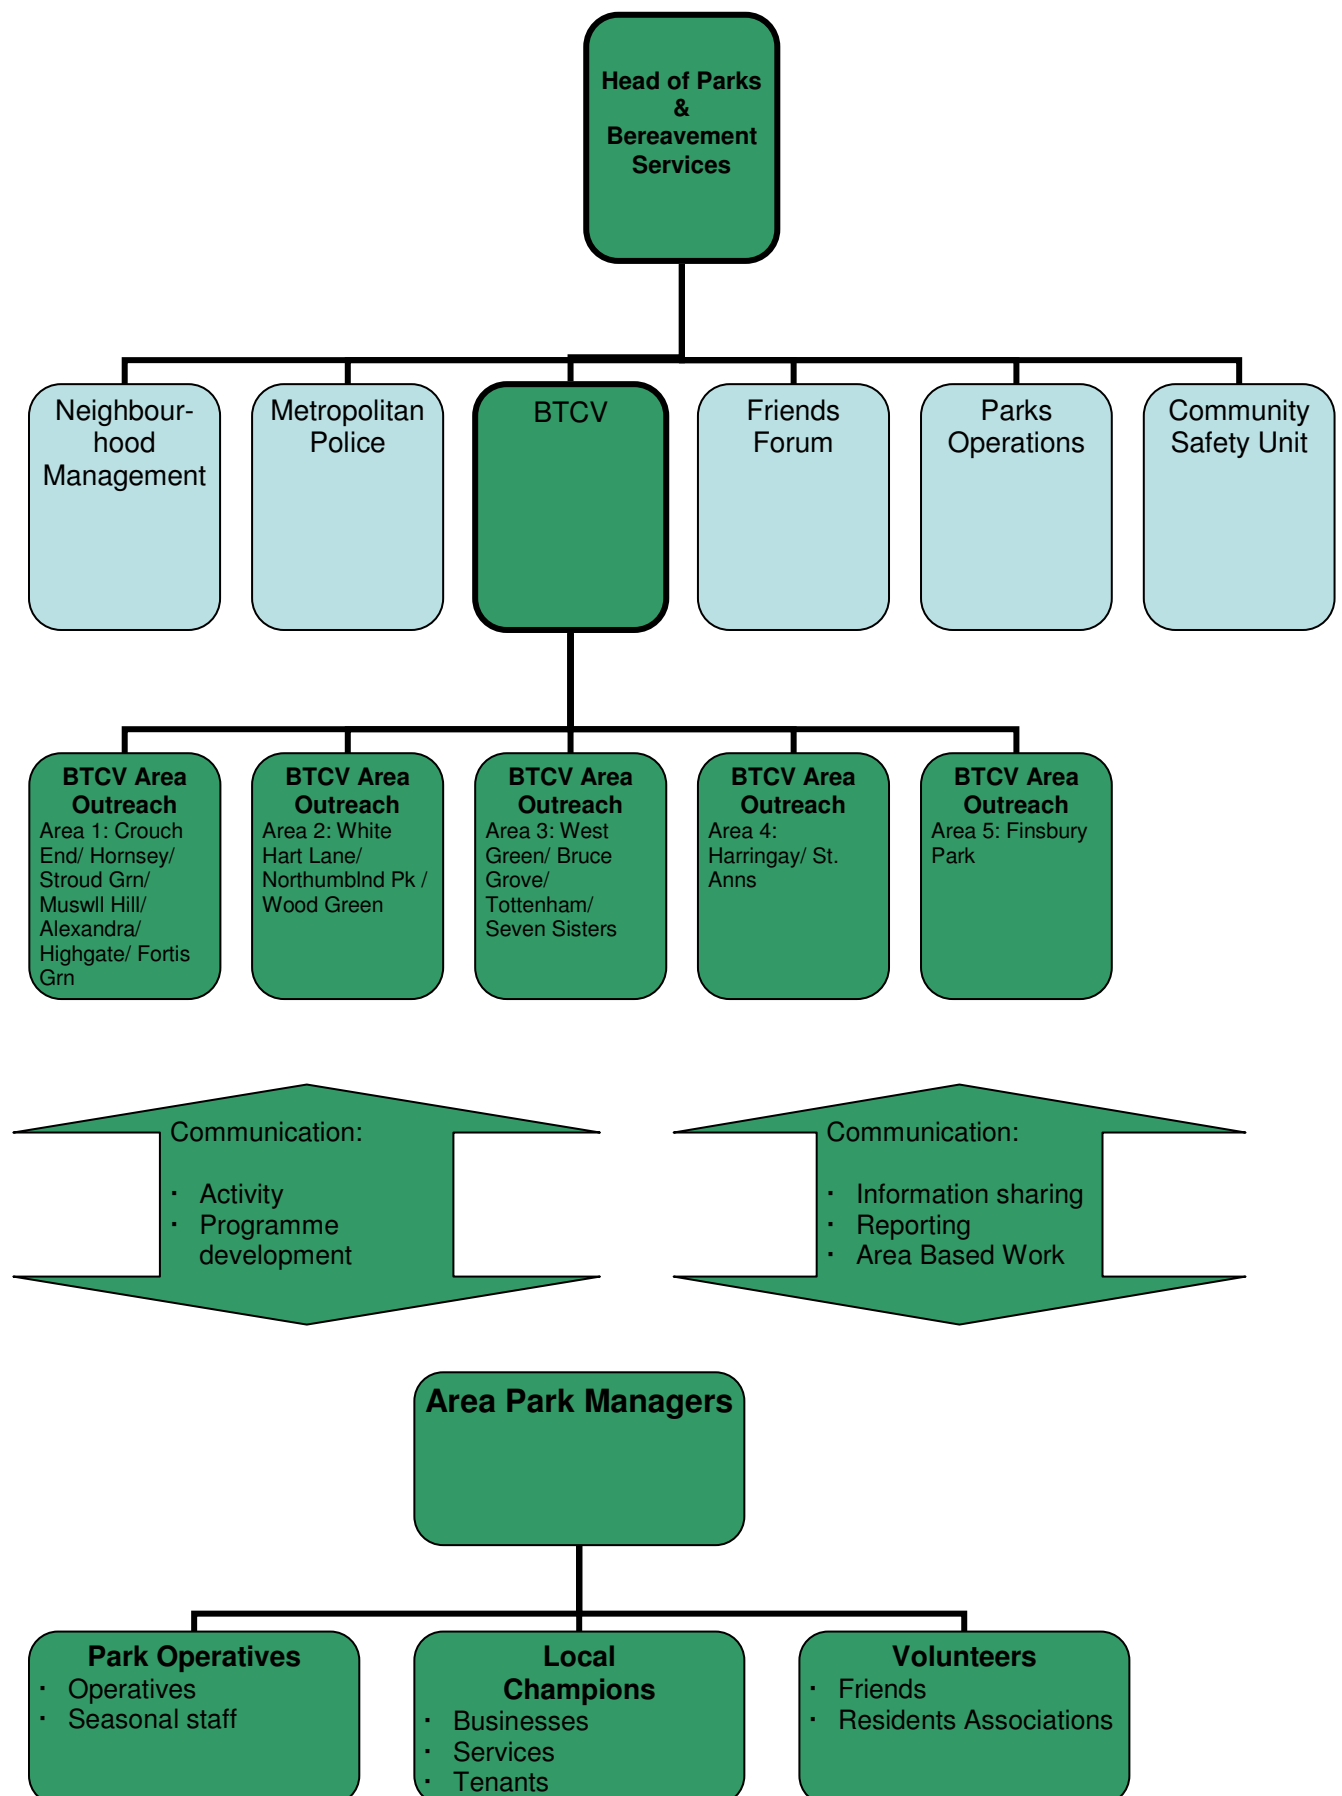 Head of Parks
&
Bereavement
Services
Neighbour-
hood
Management
Metropolitan
Police
BTCV
Friends
Forum
Parks
Operations
Community
Safety Unit
BTCV Area
Outreach
Area 1: Crouch
End/ Hornsey/
Stroud Grn/
Muswll Hill/
Alexandra/
Highgate/ Fortis
Grn
BTCV Area
Outreach
Area 2: White
Hart Lane/
Northumblnd Pk /
Wood Green
BTCV Area
Outreach
Area 3: West
Green/ Bruce
Grove/
Tottenham/
Seven Sisters
BTCV Area
Outreach
Area 4:
Harringay/ St.
Anns
BTCV Area
Outreach
Area 5: Finsbury
Park
Communication:
· Activity
· Programme
development
Communication:
· Information sharing
· Reporting
· Area Based Work
Area Park Managers
Park Operatives
· Operatives
· Seasonal staff
Local
Champions
· Businesses
· Services
· Tenants
Volunteers
· Friends
· Residents Associations